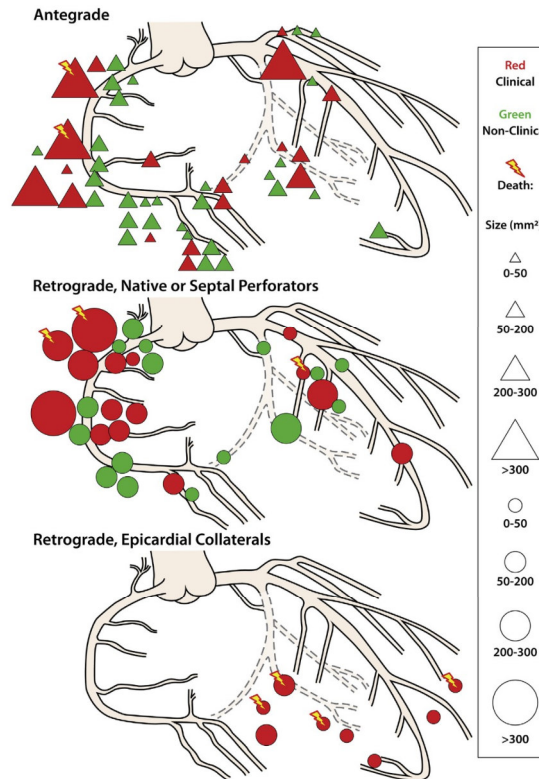 Antegrade
Red
Clinical
Green
Non-Clinic
Death:
Size (mm²)
0-50
50-200
200-300
>300
0-50
50-200
200-300
>300
Retrograde, Native or Septal Perforators
Retrograde, Epicardial Collaterals